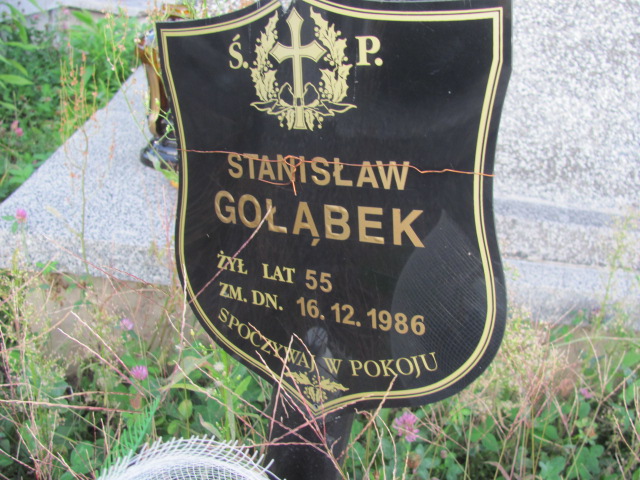 Ś. P.
STANISŁAW
GOŁĄBEK
ŻYŁ LAT 55
ZM. DN. 16.12.1986
SPOCZYWAJ W POKOJU